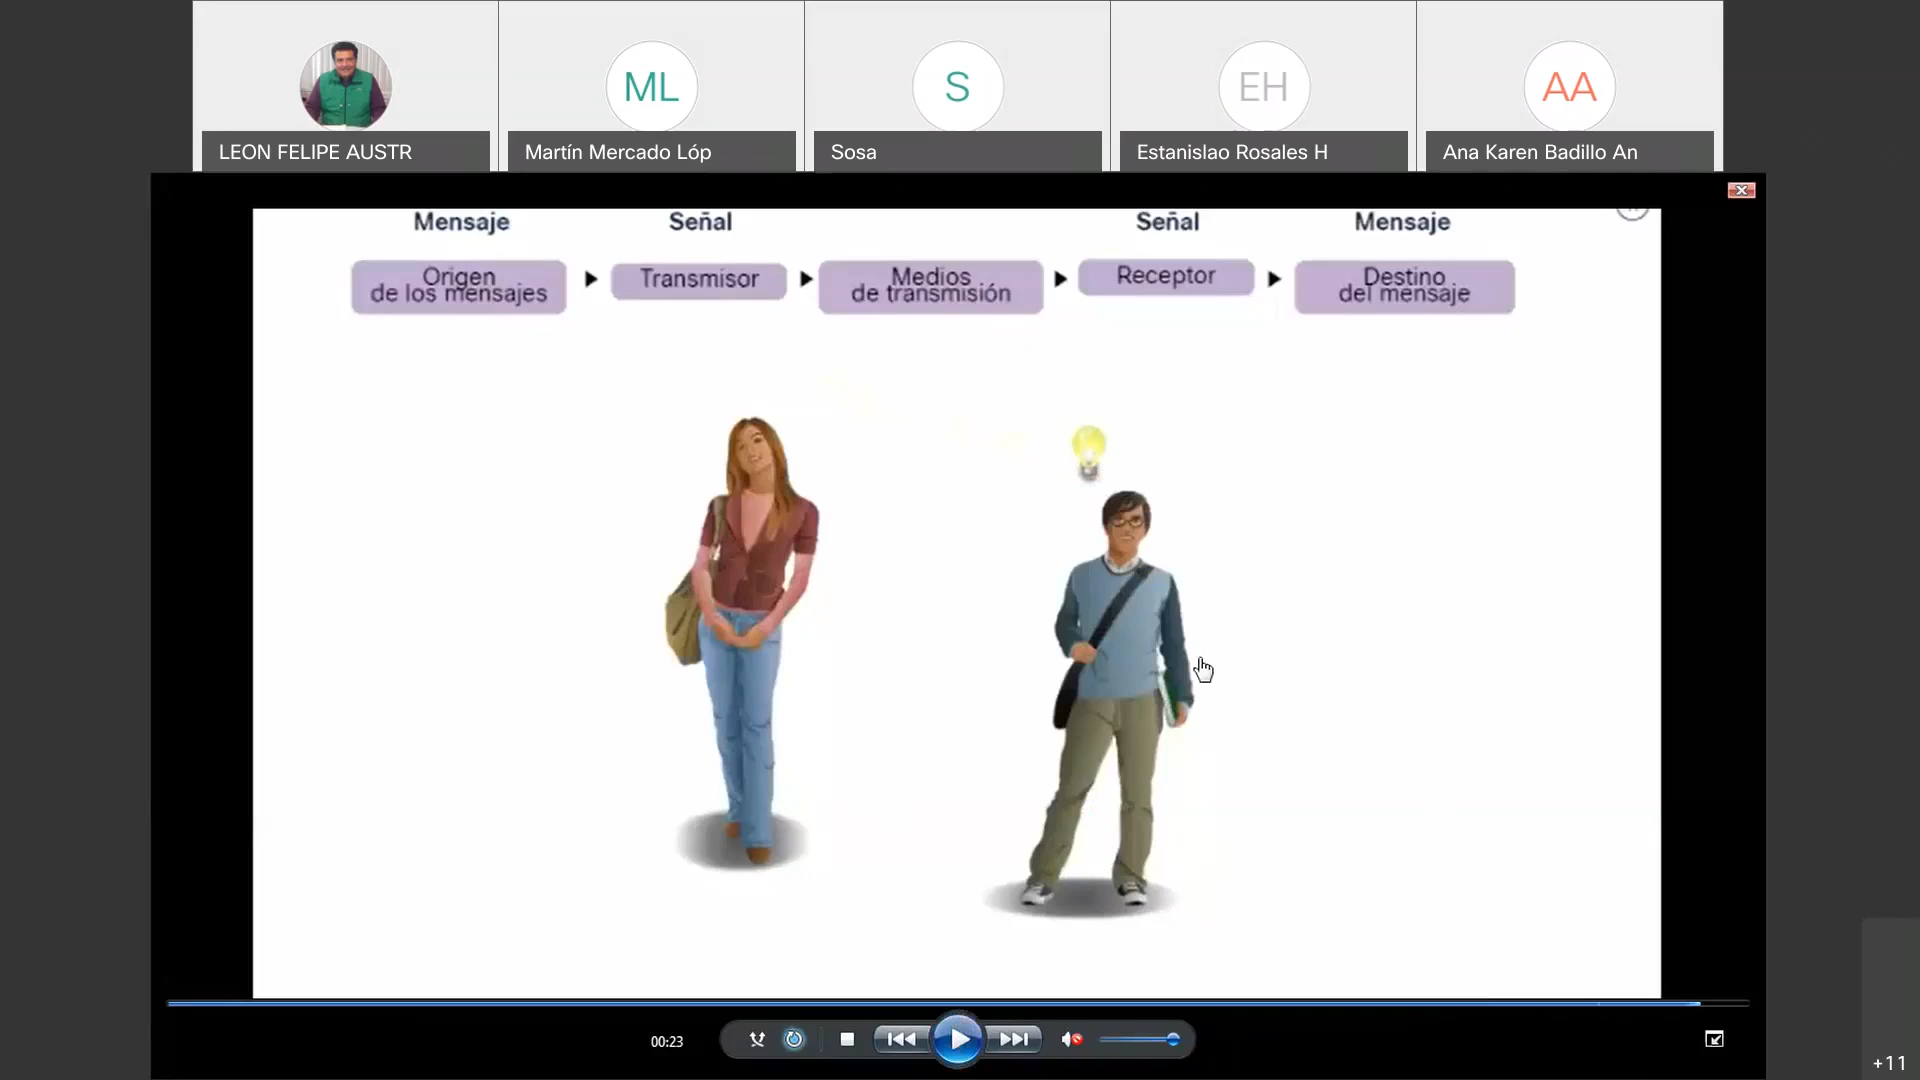 ML
S
EH
AA
LEON FELIPE AUSTR
Martín Mercado Lóp
Sosa
Estanislao Rosales H
Ana Karen Badillo An
Mensaje
Señal
Señal
Mensaje
Origen
de los mensajes
Transmisor
Medios
de transmisión
Receptor
Destino
del mensaje
00:23
+11